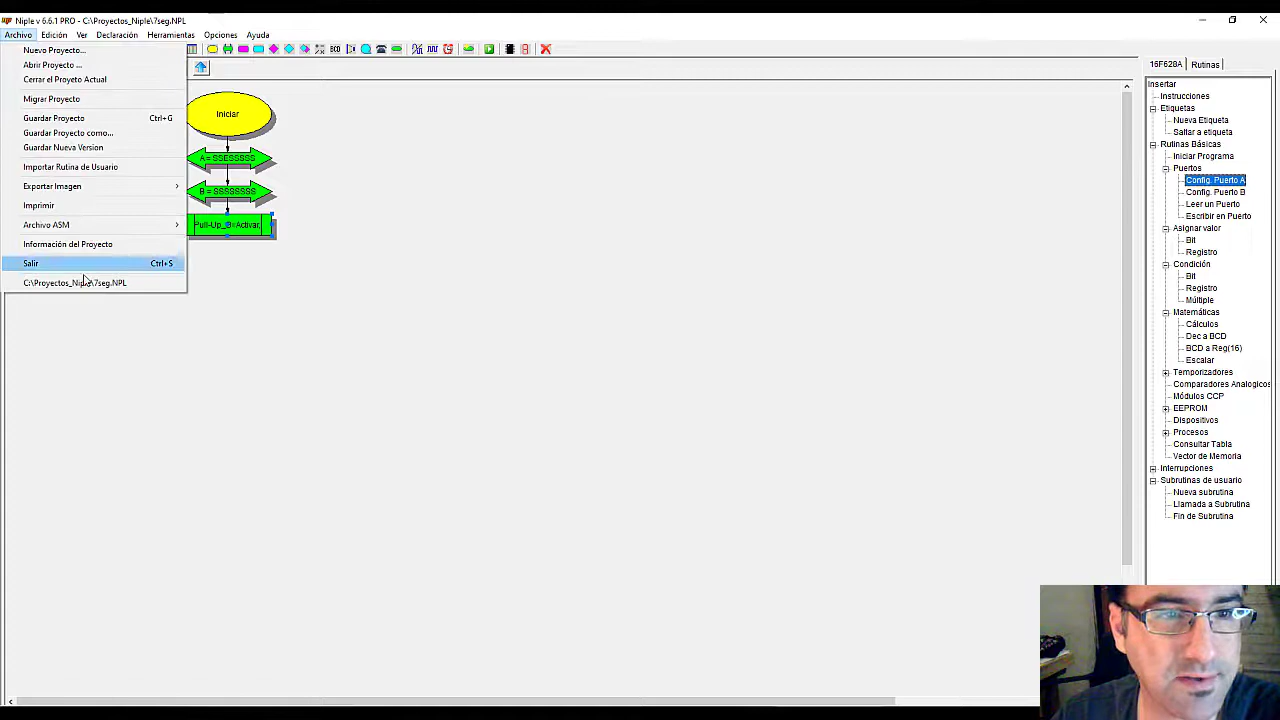 Niple v 6.6.1 PRO - C:\Proyectos_Niple\7seg.NPL
Archivo Edición Ver Declaración Herramientas Opciones Ayuda
Nuevo Proyecto...
Abrir Proyecto ...
Cerrar el Proyeto Actual
Migrar Proyecto
Guardar Proyecto Ctrl+G
Guardar Proyecto como...
Guardar Nueva Version
Importar Rutina de Usuario
Exportar Imagen
Imprimir
Archivo ASM
Información del Proyecto
Salir Ctrl+S
C:\Proyectos_Niple\7seg.NPL
Iniciar
A = SSESSSSS
B = SSSSSSSS
Pull-Up_B=Activar,
16F628A Rutinas
Insertar
Instrucciones
Etiquetas
Nueva Etiqueta
Saltar a etiqueta
Rutinas Básicas
Iniciar Programa
Puertos
Config. Puerto A
Config. Puerto B
Leer un Puerto
Escribir en Puerto
Asignar valor
Bit
Registro
Condición
Bit
Registro
Múltiple
Matemáticas
Cálculos
Dec a BCD
BCD a Reg(16)
Escalar
Temporizadores
Comparadores Analogicos
Módulos CCP
EEPROM
Dispositivos
Procesos
Consultar Tabla
Vector de Memoria
Interrupciones
Subrutinas de usuario
Nueva subrutina
Llamada a Subrutina
Fin de Subrutina